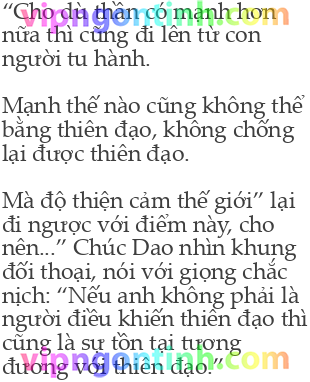 vipngontinh.com
“Cho dù thần có mạnh hơn
nữa thì cũng đi lên từ con
người tu hành.
Mạnh thế nào cũng không thể
bằng thiên đạo, không chống
lại được thiên đạo.
Mà độ thiện cảm thế giới” lại
đi ngược với điểm này, cho
nên...” Chúc Dao nhìn khung
đối thoại, nói với giọng chắc
nịch: “Nếu anh không phải là
người điều khiến thiên đạo thì
cũng là sự tồn tại tương
đương với thiên đạo.”
vipngontinh.com